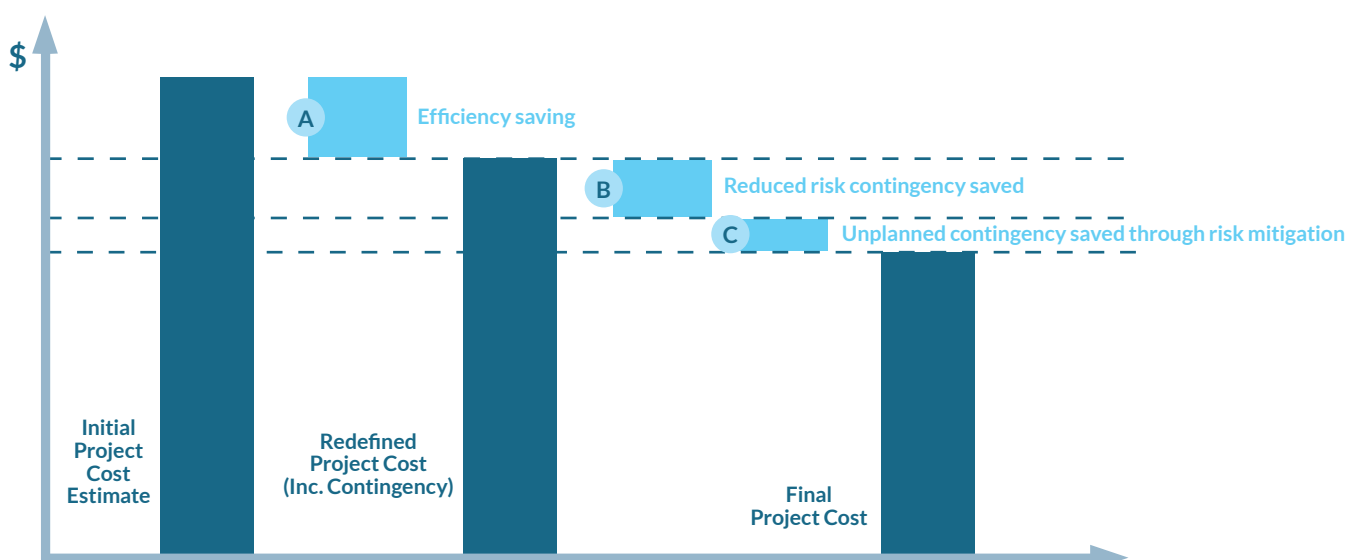 $
A
Efficiency saving
B
Reduced risk contingency saved
C
Unplanned contingency saved through risk mitigation
Initial
Project
Cost
Estimate
Redefined
Project Cost
(Inc. Contingency)
Final
Project Cost